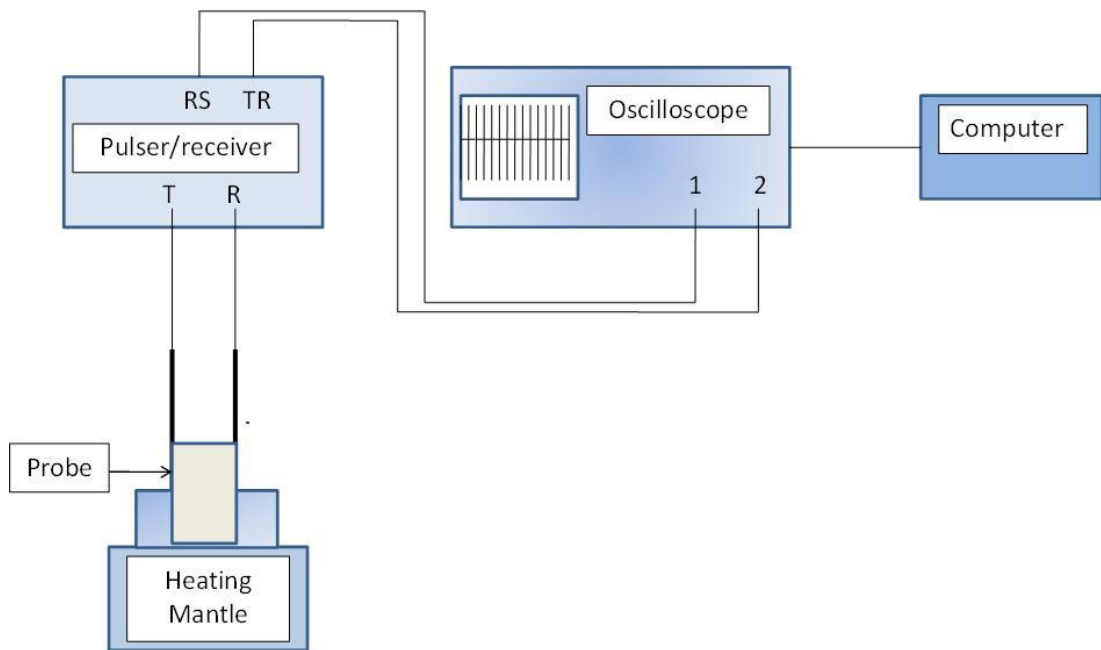 RS TR
Pulser/receiver
T R
Oscilloscope
1 2
Computer
Probe
Heating
Mantle